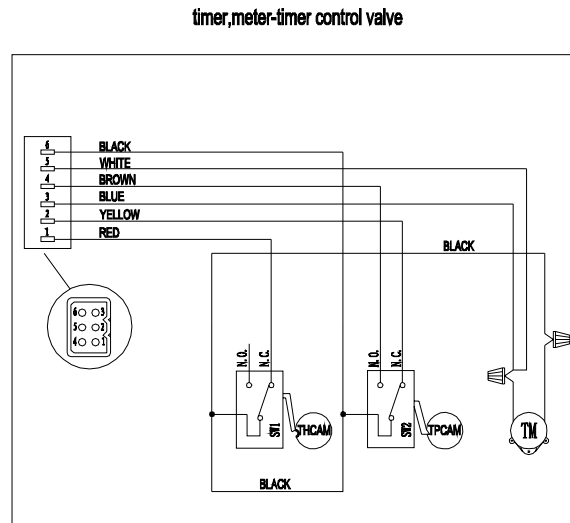 timer,meter-timer control valve
6 BLACK
5 WHITE
4 BROWN
3 BLUE
2 YELLOW
1 RED
BLACK
6 3
5 2
4 1
N.O. N.C. N.O. N.C.
SW1 THCAM SW2 TPCAM TM
BLACK